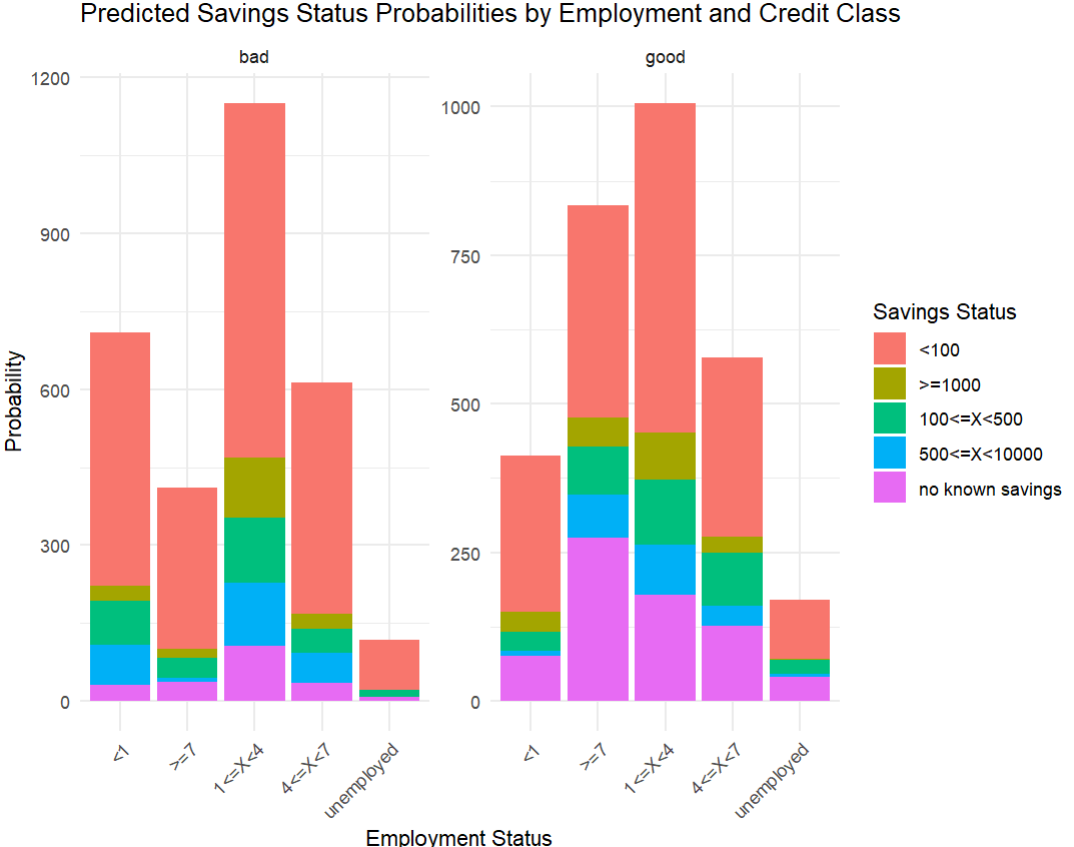 Predicted Savings Status Probabilities by Employment and Credit Class
bad
good
Probability
1200
900
600
300
0
1000
750
500
250
0
<1
>=7
1<=X<4
4<=X<7
unemployed
<1
>=7
1<=X<4
4<=X<7
unemployed
Employment Status
Savings Status
<100
>=1000
100<=X<500
500<=X<10000
no known savings